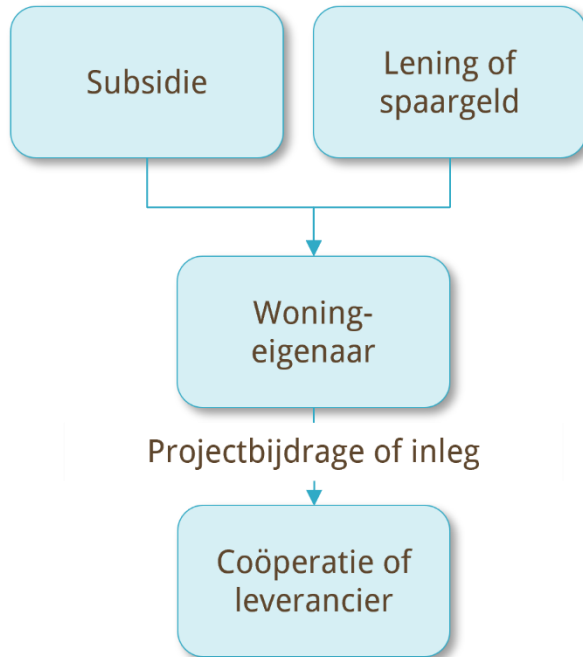 Subsidie
Lening of
spaargeld
Woning-
eigenaar
Projectbijdrage of inleg
Coöperatie of
leverancier